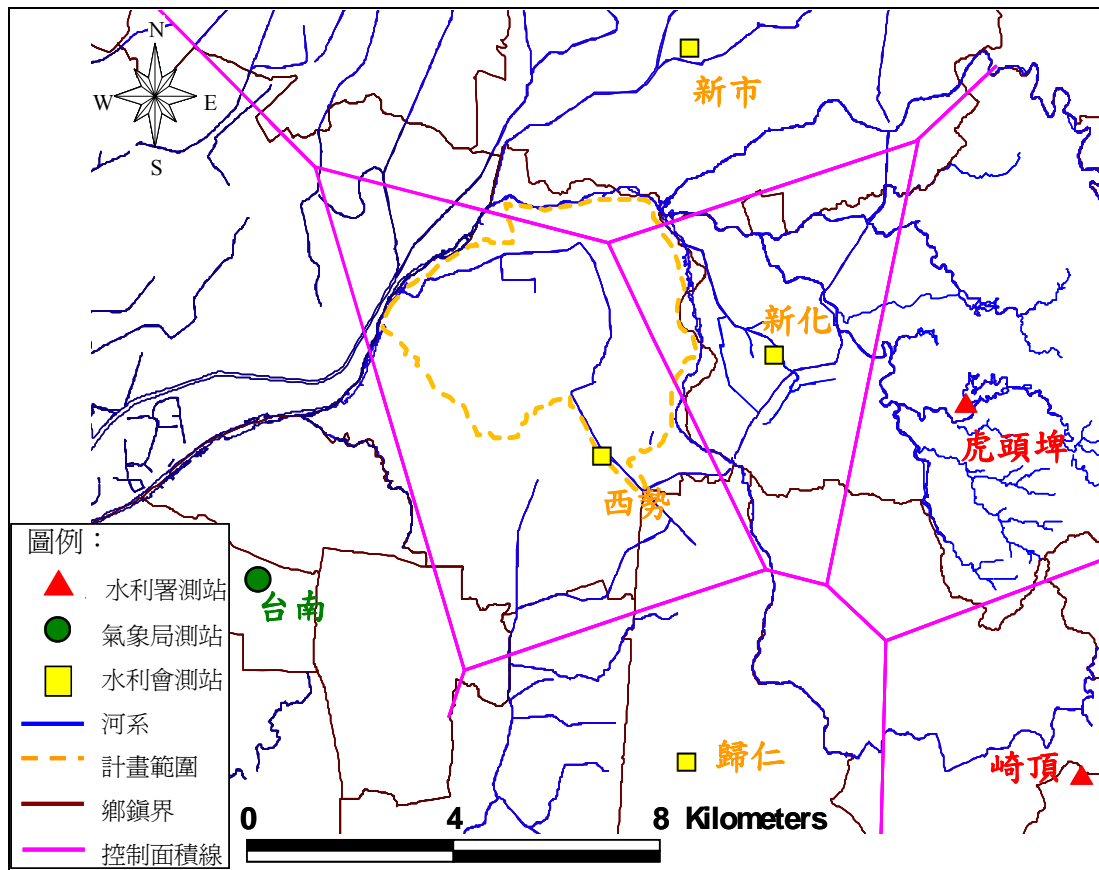 N
W E
S
新市
新化
虎頭埤
西勢
台南
歸仁
崎頂
圖例：
水利署測站
氣象局測站
水利會測站
河系
計畫範圍
鄉鎮界
控制面積線
0 4 8 Kilometers